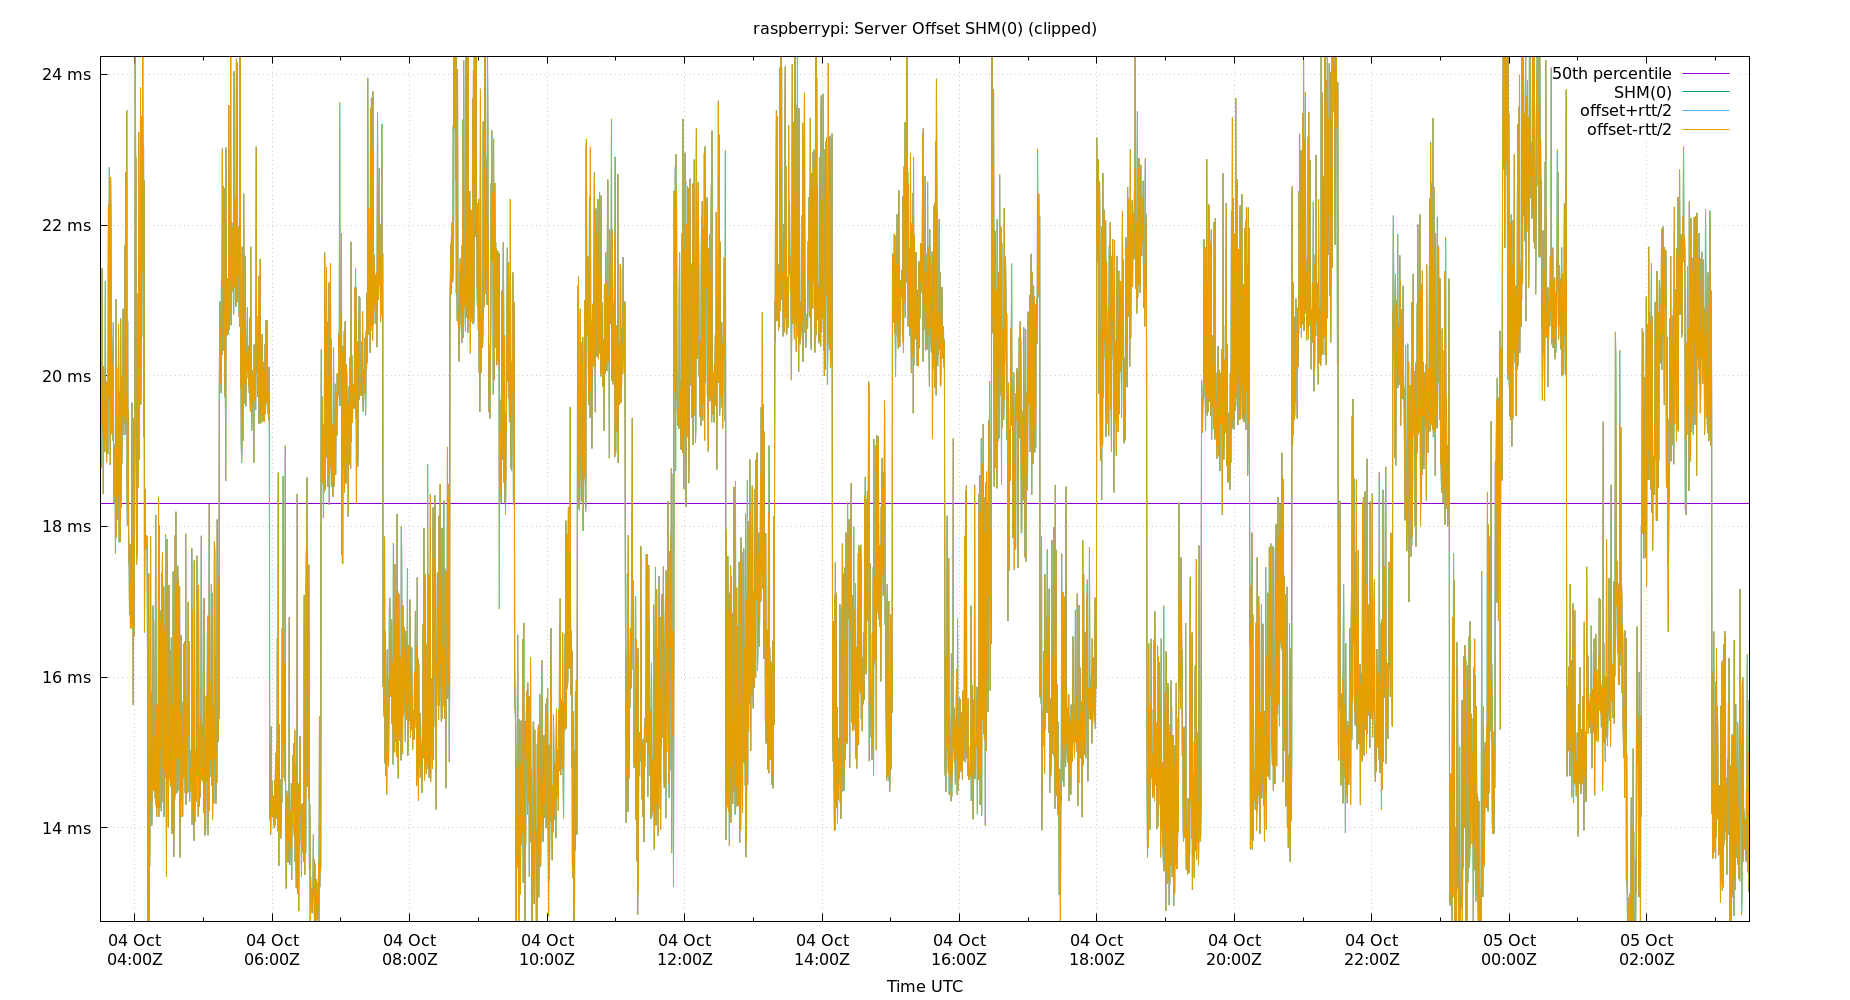 raspberrypi: Server Offset SHM(0) (clipped)
24 ms
22 ms
20 ms
18 ms
16 ms
14 ms
50th percentile
SHM(0)
offset+rtt/2
offset-rtt/2
04 Oct 04 Oct 04 Oct 04 Oct 04 Oct 04 Oct 04 Oct 04 Oct 04 Oct 04 Oct 05 Oct 05 Oct
04:00Z 06:00Z 08:00Z 10:00Z 12:00Z 14:00Z 16:00Z 18:00Z 20:00Z 22:00Z 00:00Z 02:00Z
Time UTC